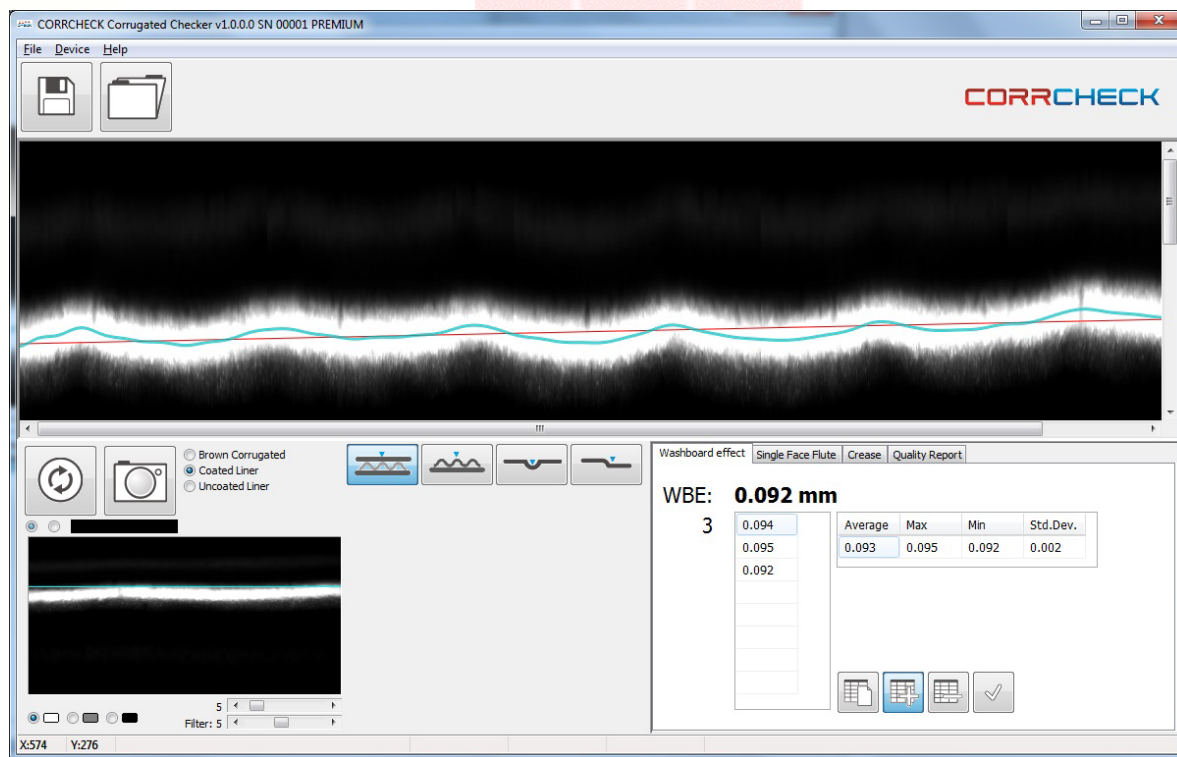 CORRCHECK Corrugated Checker v1.0.0.0 SN 00001 PREMIUM
File Device Help
CORRCHECK
Brown Corrugated
Coated Liner
Uncoated Liner
Washboard effect Single Face Flute Crease Quality Report
WBE: 0.092 mm
3
0.094
0.095
0.092
Average Max Min Std.Dev.
0.093 0.095 0.092 0.002
5
Filter: 5
X:574 Y:276